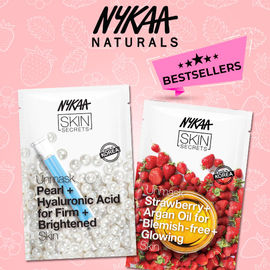 NYKAA
NATURALS
BESTSELLERS
NYKAA
SKIN
SECRETS
Unmask
Pearl +
Hyaluronic Acid
for Firm +
Brightened
Skin
NYKAA
SKIN
SECRETS
KOREA
Unmask
Strawberry+
Argan Oil for
Blemish-free+
Glowing
Skin